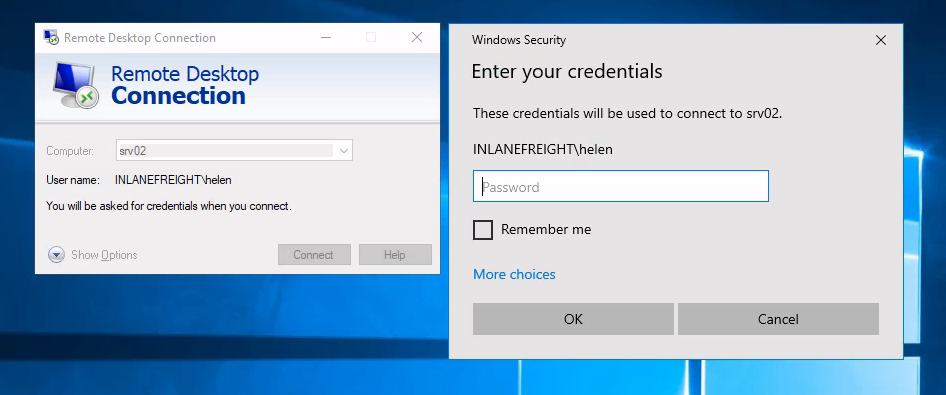 Remote Desktop Connection
Remote Desktop
Connection
Computer: srv02
User name: INLANEFREIGHT\helen
You will be asked for credentials when you connect.
Show Options
Connect Help
Windows Security
Enter your credentials
These credentials will be used to connect to srv02.
INLANEFREIGHT\helen
Password
Remember me
More choices
OK Cancel